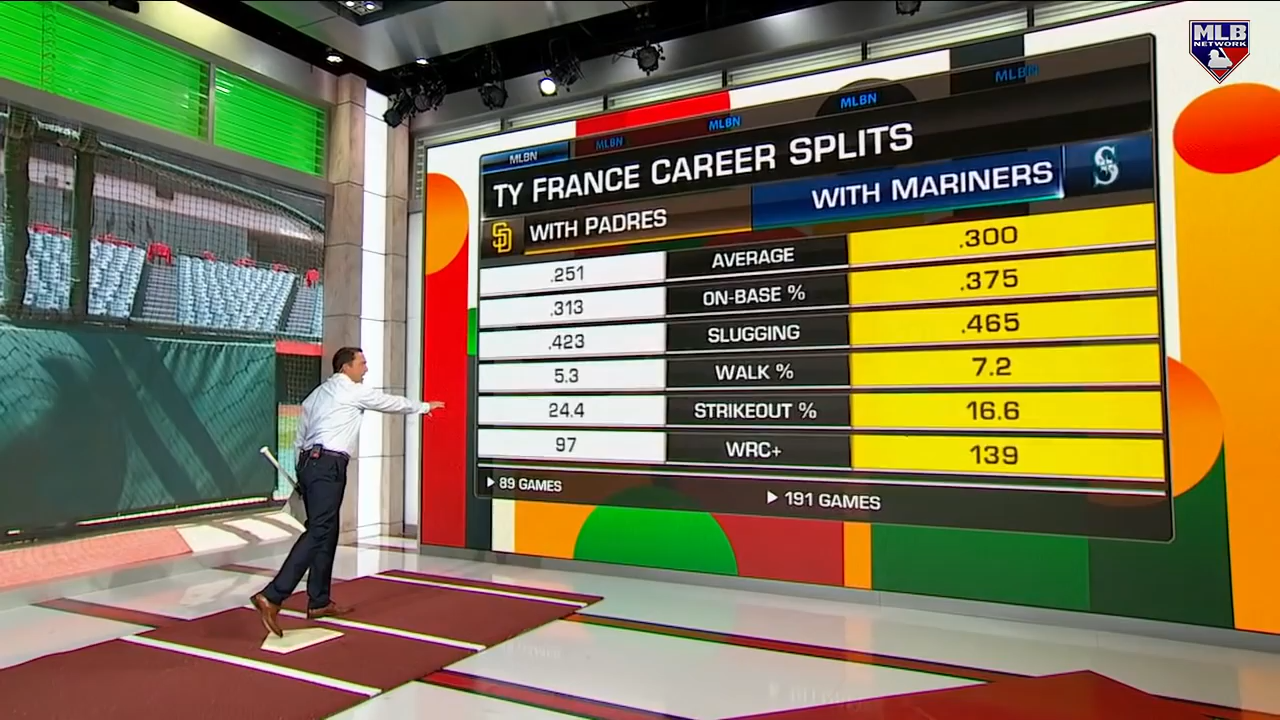 MLB
NETWORK
MLBN
MLBN
MLBN
MLBN
MLBN
TY FRANCE CAREER SPLITS
SD WITH PADRES
WITH MARINERS S
.251 AVERAGE .300
.313 ON-BASE % .375
.423 SLUGGING .465
5.3 WALK % 7.2
24.4 STRIKEOUT % 16.6
97 WRC+ 139
89 GAMES
191 GAMES